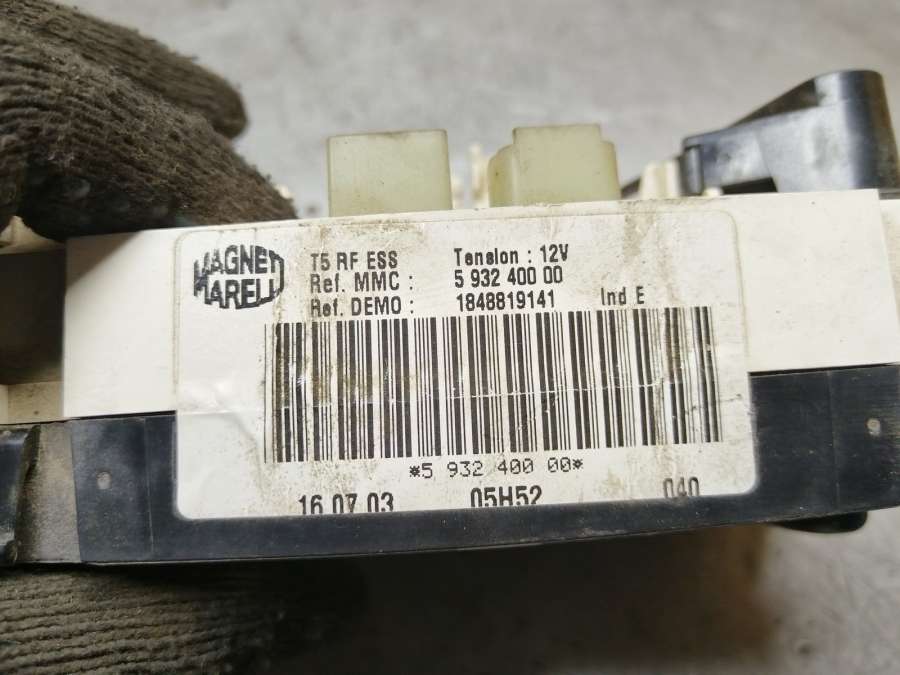 MAGNETI
MARELLI
T5 RF ESS Tension : 12V
Ref. MMC : 5 932 400 00
Ref. DEMO : 1848819141 Ind E
*5 932 400 00*
16 07 03 05H52 040